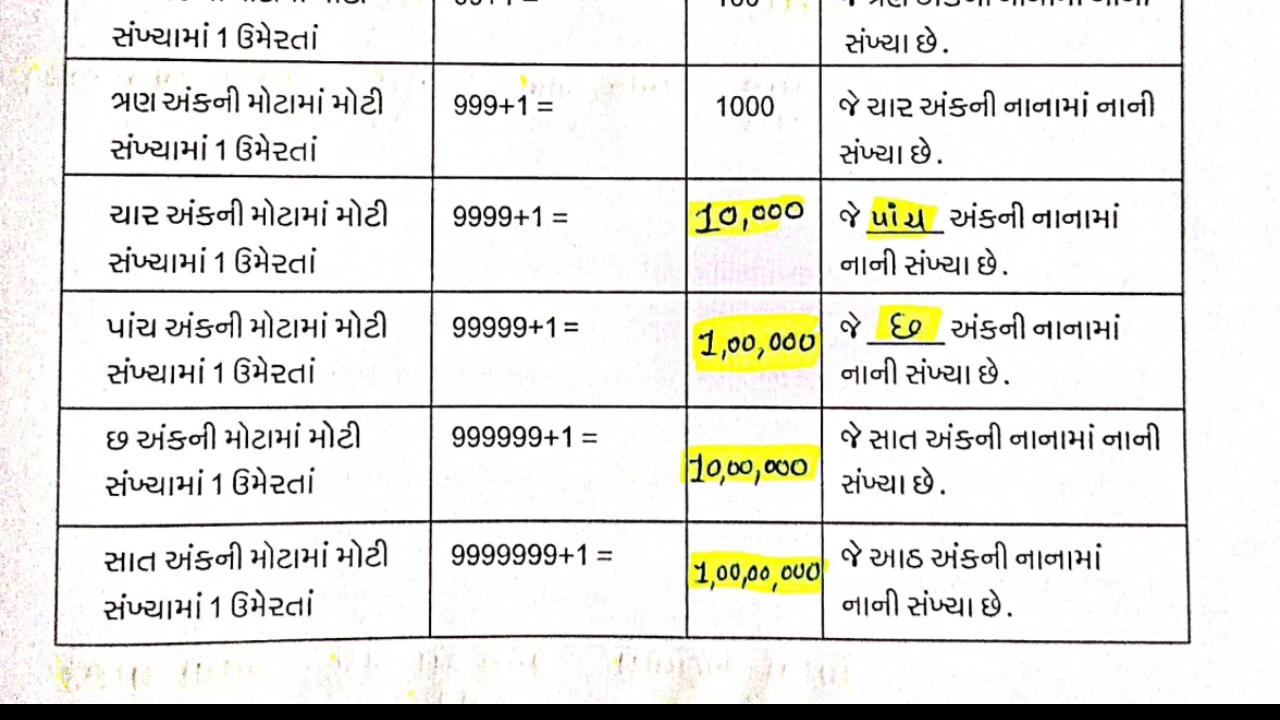 સંખ્યામાં 1 ઉમેરતાં
સંખ્યા છે.
ત્રણ અંકની મોટામાં મોટી
સંખ્યામાં 1 ઉમેરતાં
999+1 =
1000
જે ચાર અંકની નાનામાં નાની
સંખ્યા છે.
ચાર અંકની મોટામાં મોટી
સંખ્યામાં 1 ઉમેરતાં
9999+1 =
10,000
જે પાંચ અંકની નાનામાં
નાની સંખ્યા છે.
પાંચ અંકની મોટામાં મોટી
સંખ્યામાં 1 ઉમેરતાં
99999+1 =
1,00,000
જે છ અંકની નાનામાં
નાની સંખ્યા છે.
છ અંકની મોટામાં મોટી
સંખ્યામાં 1 ઉમેરતાં
999999+1 =
10,00,000
જે સાત અંકની નાનામાં નાની
સંખ્યા છે.
સાત અંકની મોટામાં મોટી
સંખ્યામાં 1 ઉમેરતાં
9999999+1 =
1,00,00,000
જે આઠ અંકની નાનામાં
નાની સંખ્યા છે.